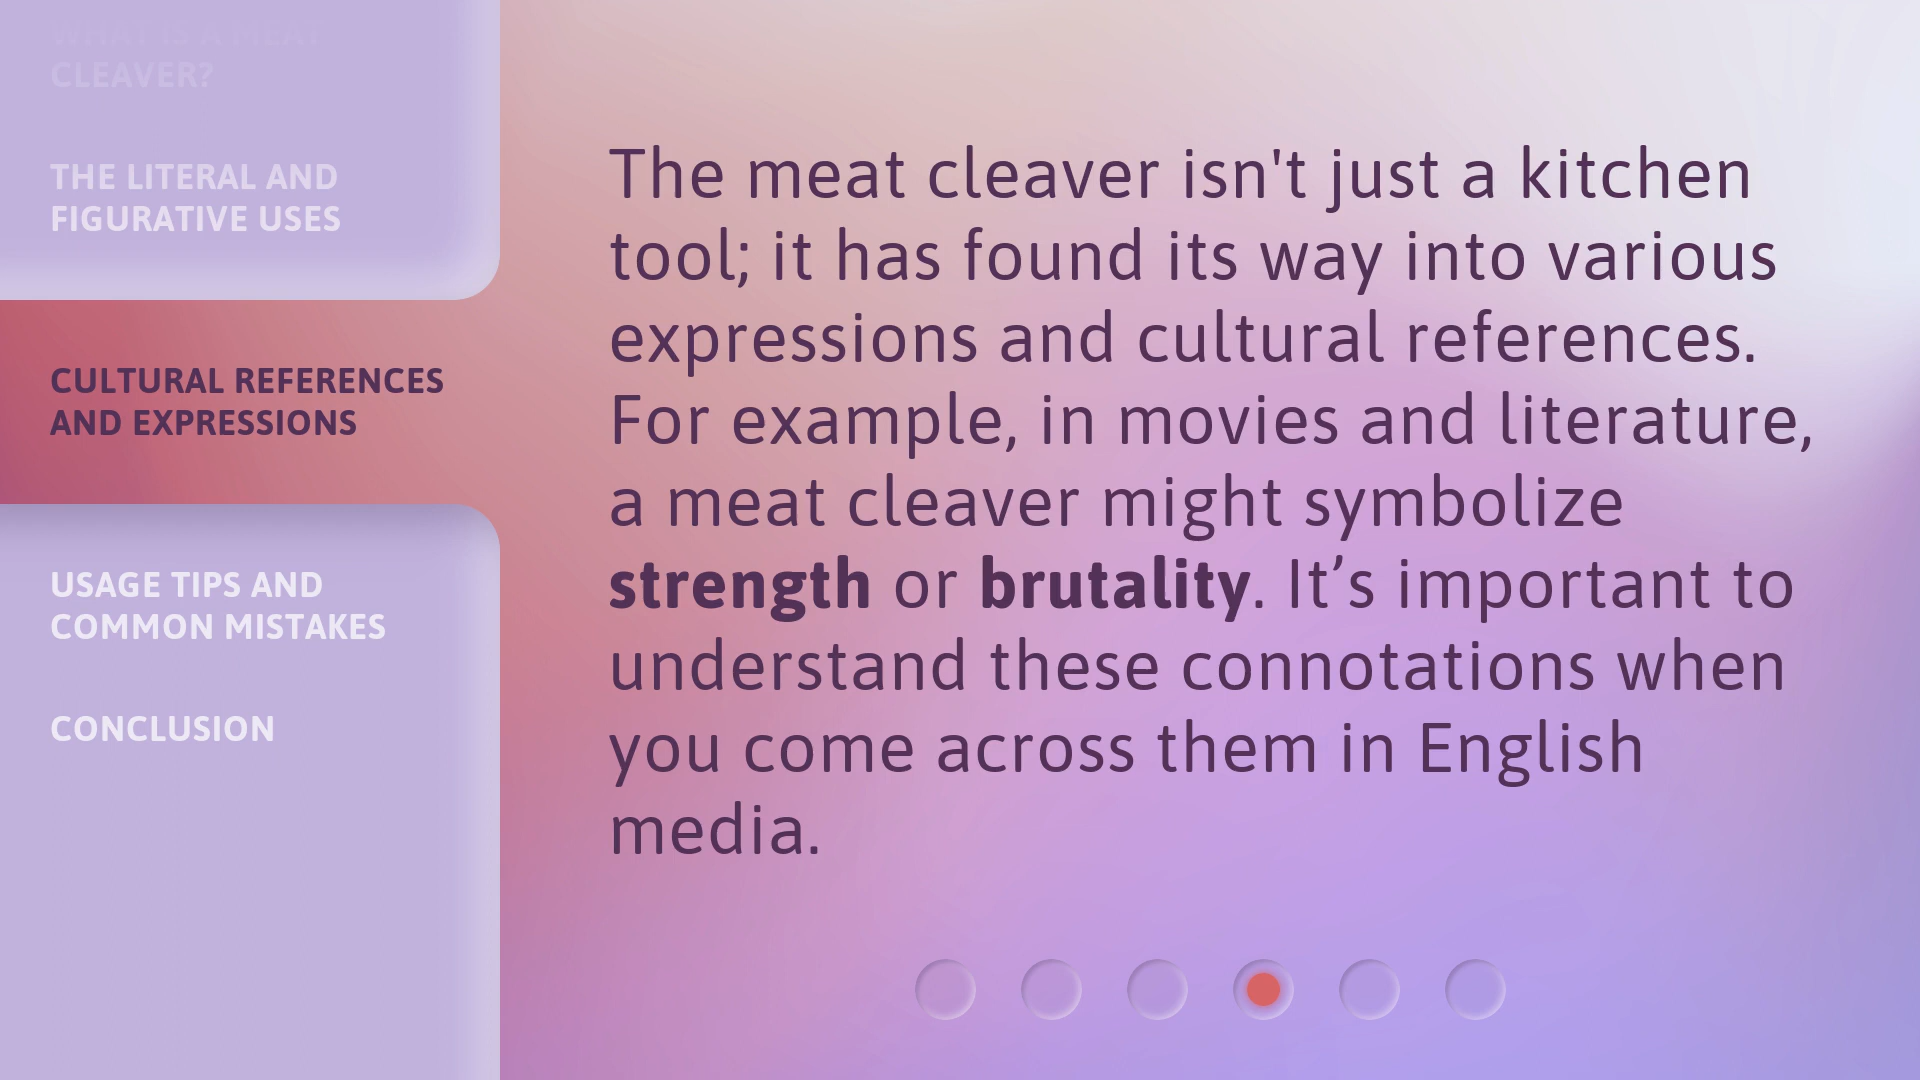 WHAT IS A MEAT
CLEAVER?
THE LITERAL AND
FIGURATIVE USES
CULTURAL REFERENCES
AND EXPRESSIONS
USAGE TIPS AND
COMMON MISTAKES
CONCLUSION
The meat cleaver isn't just a kitchen
tool; it has found its way into various
expressions and cultural references.
For example, in movies and literature,
a meat cleaver might symbolize
strength or brutality. It’s important to
understand these connotations when
you come across them in English
media.